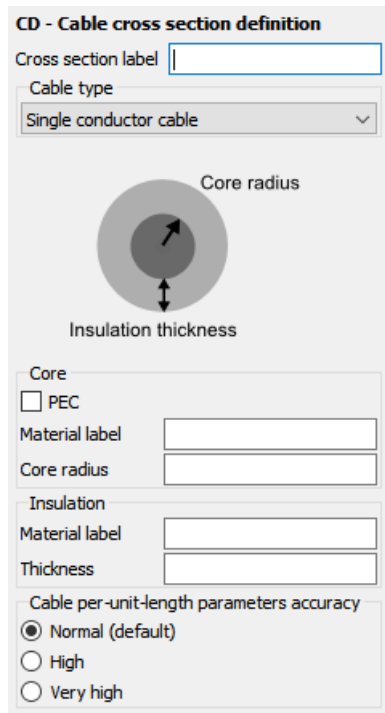 CD - Cable cross section definition
Cross section label
Cable type
Single conductor cable
Core radius
Insulation thickness
Core
PEC
Material label
Core radius
Insulation
Material label
Thickness
Cable per-unit-length parameters accuracy
Normal (default)
High
Very high